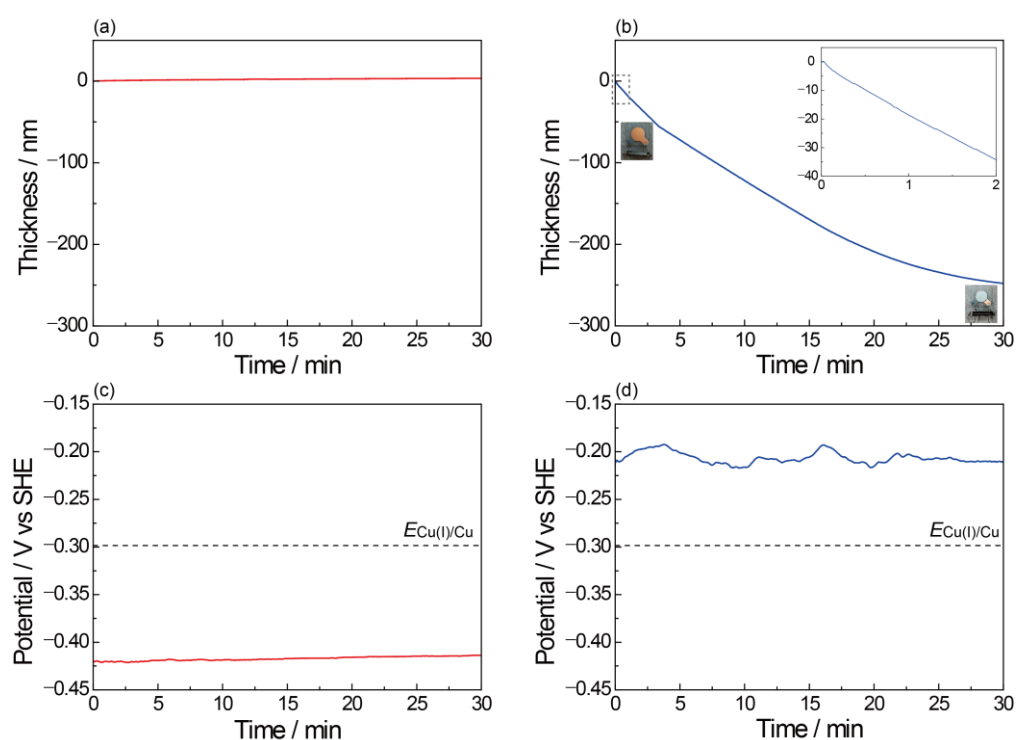 (a)
Thickness / nm
0
−100
−200
−300
0 5 10 15 20 25 30
Time / min
(b)
Thickness / nm
0
−100
−200
−300
0 5 10 15 20 25 30
Time / min
0
−10
−20
−30
−40
0 1 2
(c)
Potential / V vs SHE
−0.15
−0.20
−0.25
−0.30
−0.35
−0.40
−0.45
ECu(I)/Cu
0 5 10 15 20 25 30
Time / min
(d)
Potential / V vs SHE
−0.15
−0.20
−0.25
−0.30
−0.35
−0.40
−0.45
ECu(I)/Cu
0 5 10 15 20 25 30
Time / min